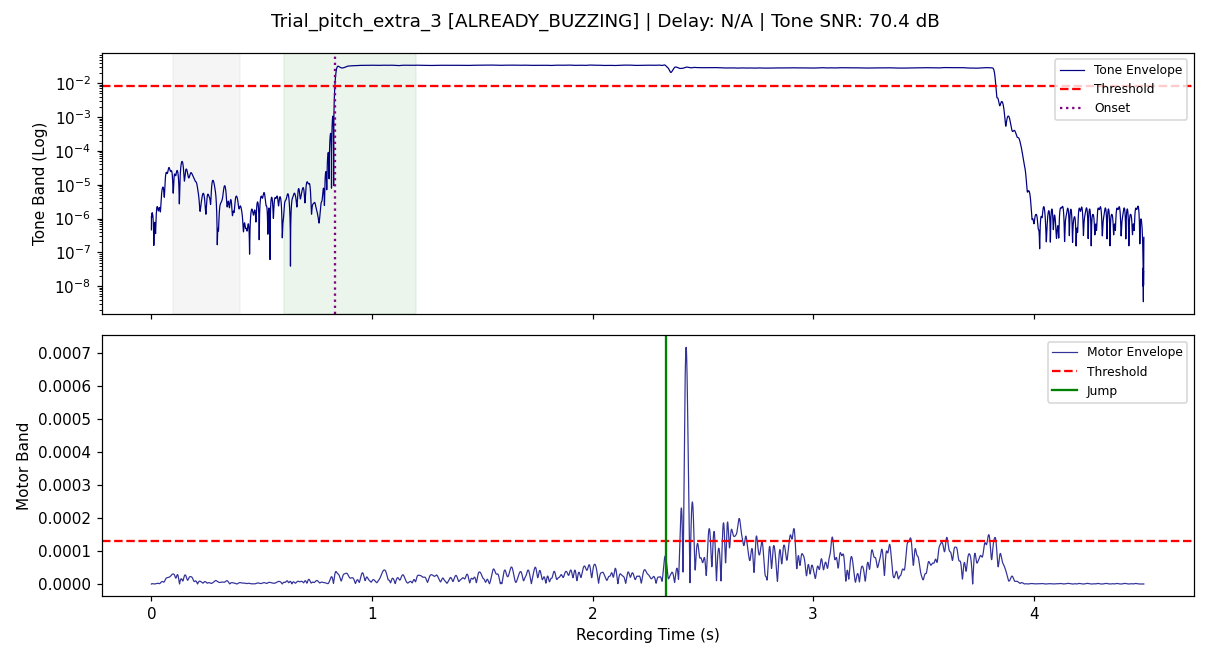 Trial_pitch_extra_3 [ALREADY_BUZZING] | Delay: N/A | Tone SNR: 70.4 dB
Tone Band (Log)
10⁻²
10⁻³
10⁻⁴
10⁻⁵
10⁻⁶
10⁻⁷
10⁻⁸
Tone Envelope
Threshold
Onset
Motor Band
0.0007
0.0006
0.0005
0.0004
0.0003
0.0002
0.0001
0.0000
Motor Envelope
Threshold
Jump
0 1 2 3 4
Recording Time (s)